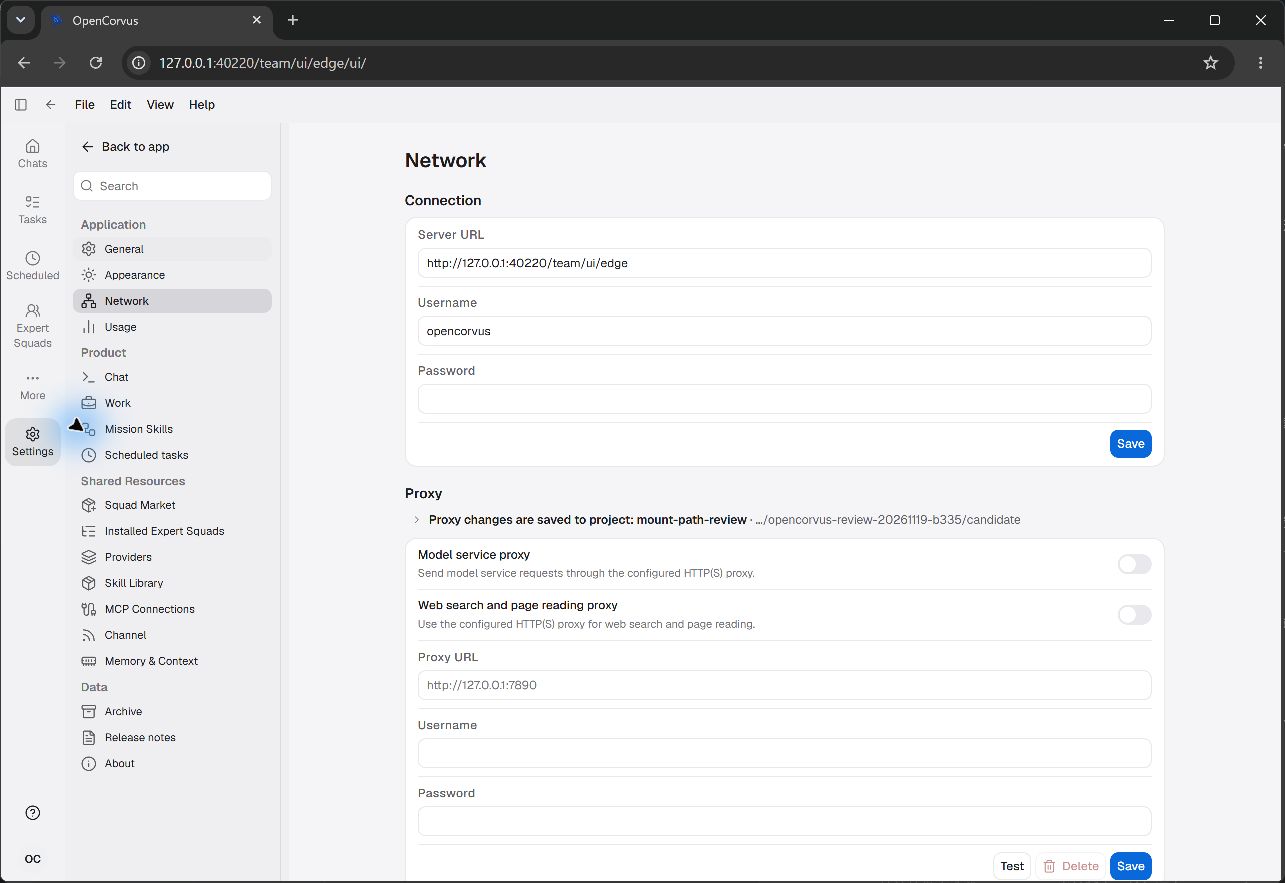 OpenCorvus
127.0.0.1:40220/team/ui/edge/ui/
File Edit View Help
Chats
Tasks
Scheduled
Expert
Squads
More
Settings
OC
Back to app
Search
Application
General
Appearance
Network
Usage
Product
Chat
Work
Mission Skills
Scheduled tasks
Shared Resources
Squad Market
Installed Expert Squads
Providers
Skill Library
MCP Connections
Channel
Memory & Context
Data
Archive
Release notes
About
Network
Connection
Server URL
http://127.0.0.1:40220/team/ui/edge
Username
opencorvus
Password
Save
Proxy
Proxy changes are saved to project: mount-path-review · .../opencorvus-review-20261119-b335/candidate
Model service proxy
Send model service requests through the configured HTTP(S) proxy.
Web search and page reading proxy
Use the configured HTTP(S) proxy for web search and page reading.
Proxy URL
http://127.0.0.1:7890
Username
Password
Test Delete Save